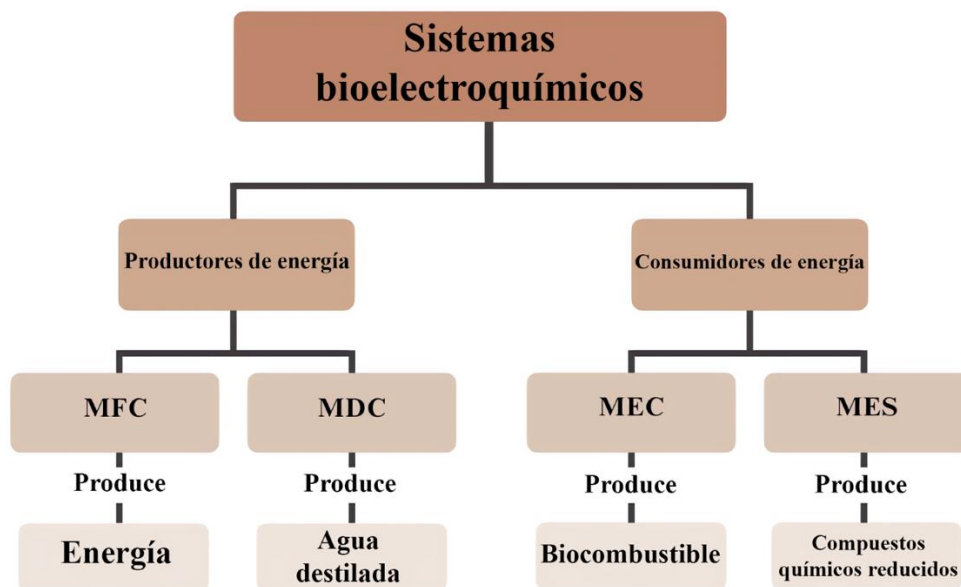 Sistemas
bioelectroquímicos
Productores de energía
Consumidores de energía
MFC
MDC
MEC
MES
Produce
Produce
Produce
Produce
Energía
Agua
destilada
Biocombustible
Compuestos
químicos reducidos